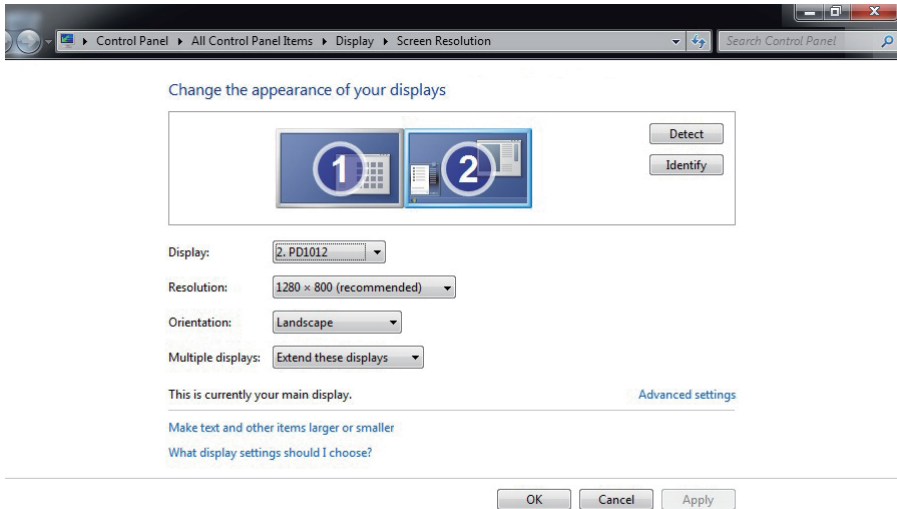 Control Panel ▸ All Control Panel Items ▸ Display ▸ Screen Resolution Search Control Panel
Change the appearance of your displays
1 2
Detect
Identify
Display: 2. PD1012
Resolution: 1280 × 800 (recommended)
Orientation: Landscape
Multiple displays: Extend these displays
This is currently your main display. Advanced settings
Make text and other items larger or smaller
What display settings should I choose?
OK Cancel Apply